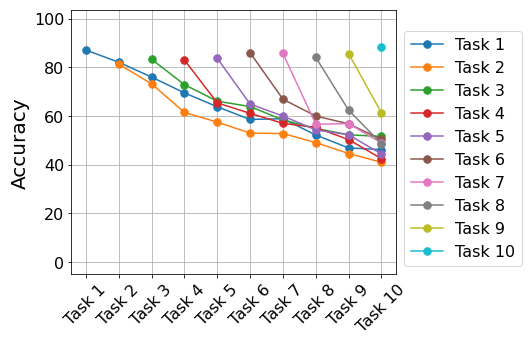 Accuracy
100
80
60
40
20
0
Task 1
Task 2
Task 3
Task 4
Task 5
Task 6
Task 7
Task 8
Task 9
Task 10
Task 1
Task 2
Task 3
Task 4
Task 5
Task 6
Task 7
Task 8
Task 9
Task 10